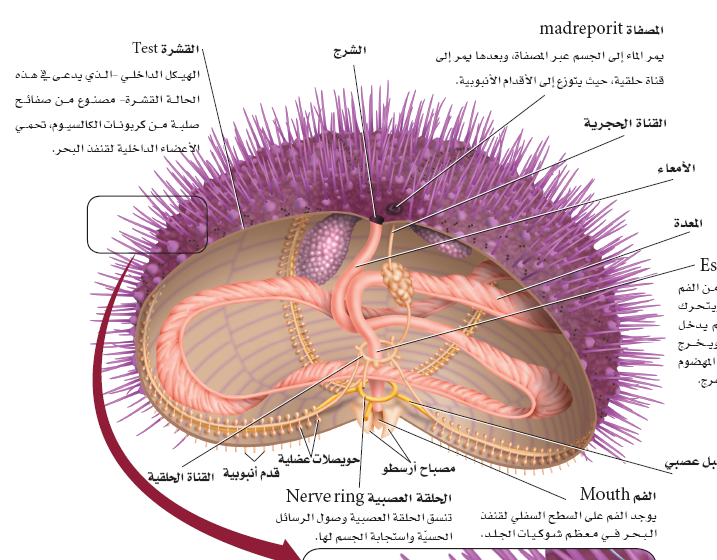 المصفاة madreporit
يمر الماء إلى الجسم عبر المصفاة، وبعدها يمر إلى
قناة حلقية، حيث يتوزع إلى الأقدام الأنبوبية.
الشرج
القشرة Test
الهيكل الداخلي -الذي يدعى في هذه
الحالة القشرة- مصنوع من صفائح
صلبة من كربونات الكالسيوم، تحمي
الأعضاء الداخلية لقنفذ البحر.
القناة الحجرية
الأمعاء
المعدة
Es
من الفم
يتحرك
م يدخل
ويخرج
المهضوم
حويصلات عضلية
قدم أنبوبية
القناة الحلقية
مصباح أرسطو
عصبي
الحلقة العصبية Nerve ring
تنسق الحلقة العصبية وصول الرسائل
الحسيّة واستجابة الجسم لها.
الفم Mouth
يوجد الفم على السطح السفلي لقنفذ
البحر في معظم شوكيات الجلد.